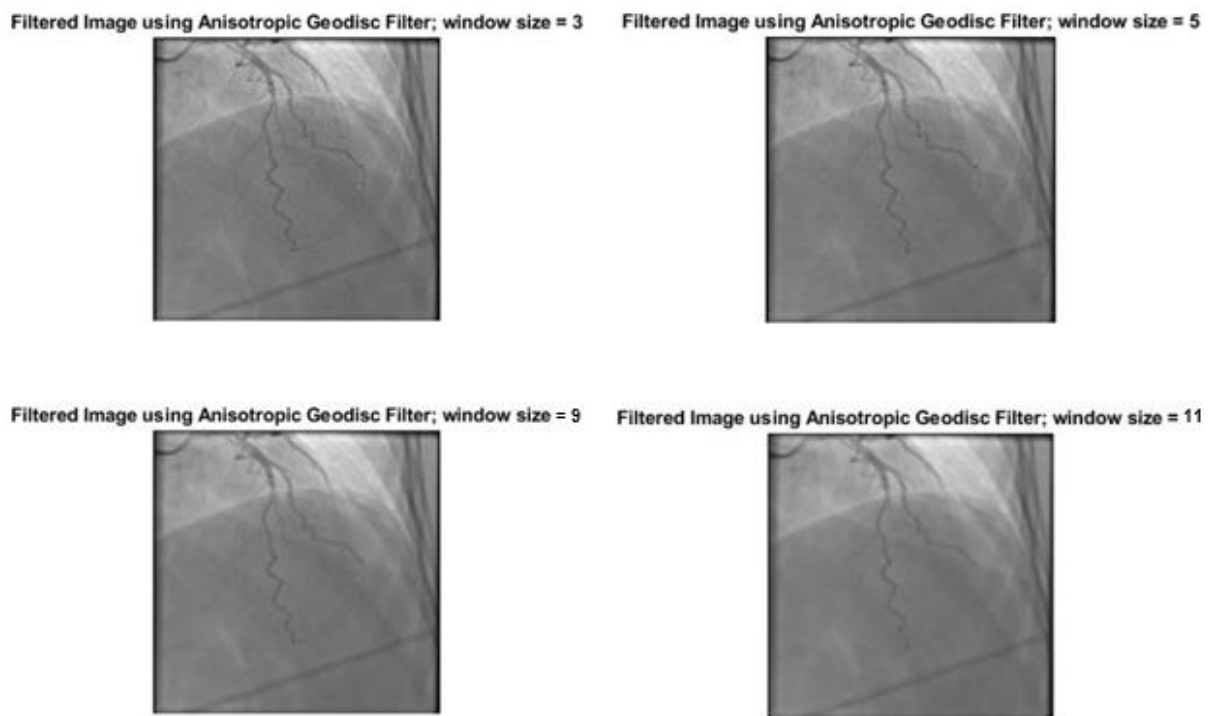 Filtered Image using Anisotropic Geodisc Filter; window size = 3
Filtered Image using Anisotropic Geodisc Filter; window size = 5
Filtered Image using Anisotropic Geodisc Filter; window size = 9
Filtered Image using Anisotropic Geodisc Filter; window size = 11